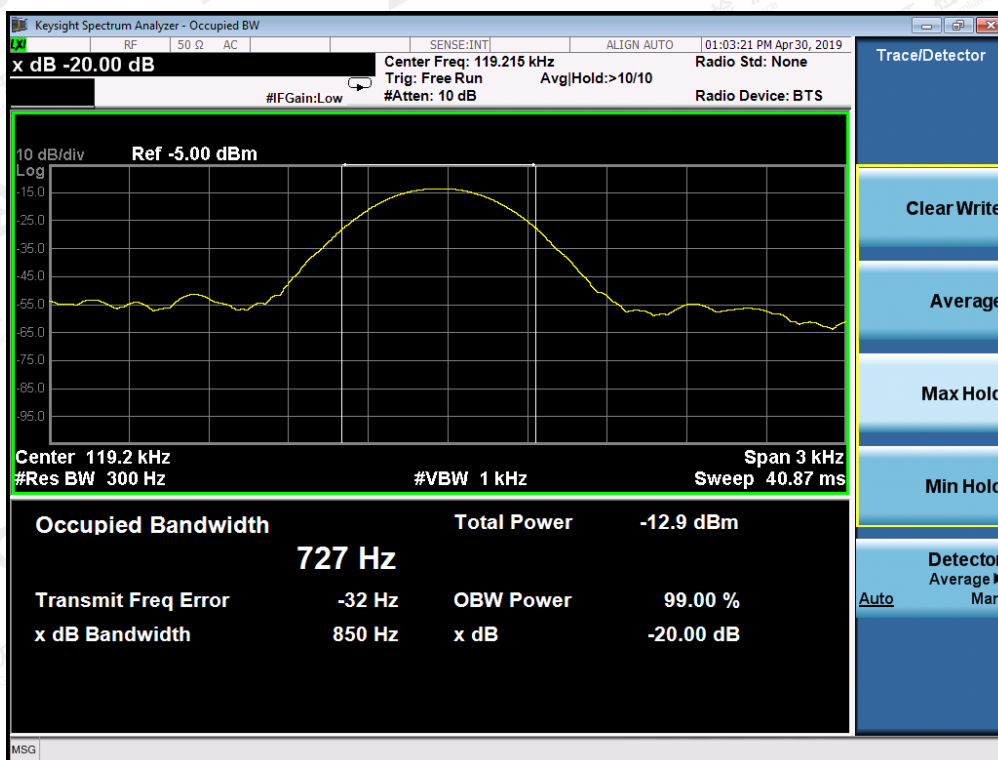 Keysight Spectrum Analyzer - Occupied BW
LXI RF 50 Ω AC SENSE:INT ALIGN AUTO 01:03:21 PM Apr 30, 2019
x dB -20.00 dB
Center Freq: 119.215 kHz
Radio Std: None
Trig: Free Run
Avg|Hold:>10/10
#IFGain:Low
#Atten: 10 dB
Radio Device: BTS
10 dB/div
Ref -5.00 dBm
Log
-15.0
-25.0
-35.0
-45.0
-55.0
-65.0
-75.0
-85.0
-95.0
Center 119.2 kHz
Span 3 kHz
#Res BW 300 Hz
#VBW 1 kHz
Sweep 40.87 ms
Occupied Bandwidth
Total Power -12.9 dBm
727 Hz
Transmit Freq Error -32 Hz
OBW Power 99.00 %
x dB Bandwidth 850 Hz
x dB -20.00 dB
MSG
Trace/Detector
Clear Write
Average
Max Hold
Min Hold
Detector
Average
Auto Man